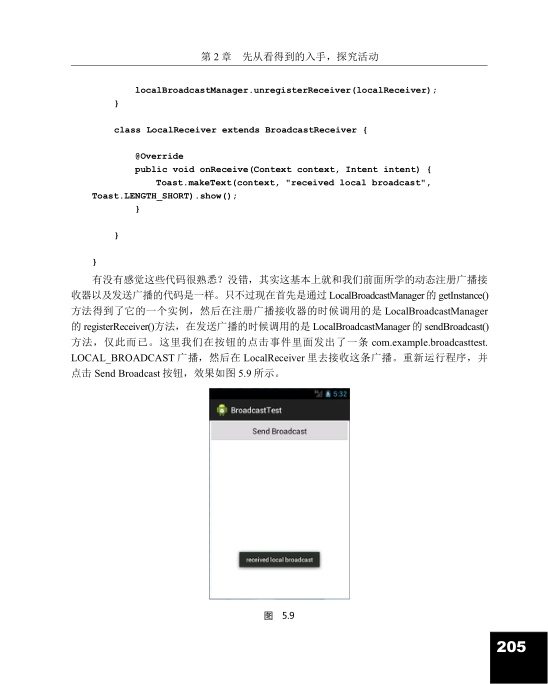 第 2 章 先从看得到的入手，探究活动
localBroadcastManager.unregisterReceiver(localReceiver);
}
class LocalReceiver extends BroadcastReceiver {
@Override
public void onReceive(Context context, Intent intent) {
Toast.makeText(context, "received local broadcast",
Toast.LENGTH_SHORT).show();
}
}
}
有没有感觉这些代码很熟悉？没错，其实这基本上就和我们前面所学的动态注册广播接
收器以及发送广播的代码是一样。只不过现在首先是通过 LocalBroadcastManager 的 getInstance()
方法得到了它的一个实例，然后在注册广播接收器的时候调用的是 LocalBroadcastManager
的 registerReceiver()方法，在发送广播的时候调用的是 LocalBroadcastManager 的 sendBroadcast()
方法，仅此而已。这里我们在按钮的点击事件里面发出了一条 com.example.broadcasttest.
LOCAL_BROADCAST 广播，然后在 LocalReceiver 里去接收这条广播。重新运行程序，并
点击 Send Broadcast 按钮，效果如图 5.9 所示。
5:32
BroadcastTest
Send Broadcast
received local broadcast
图 5.9
205